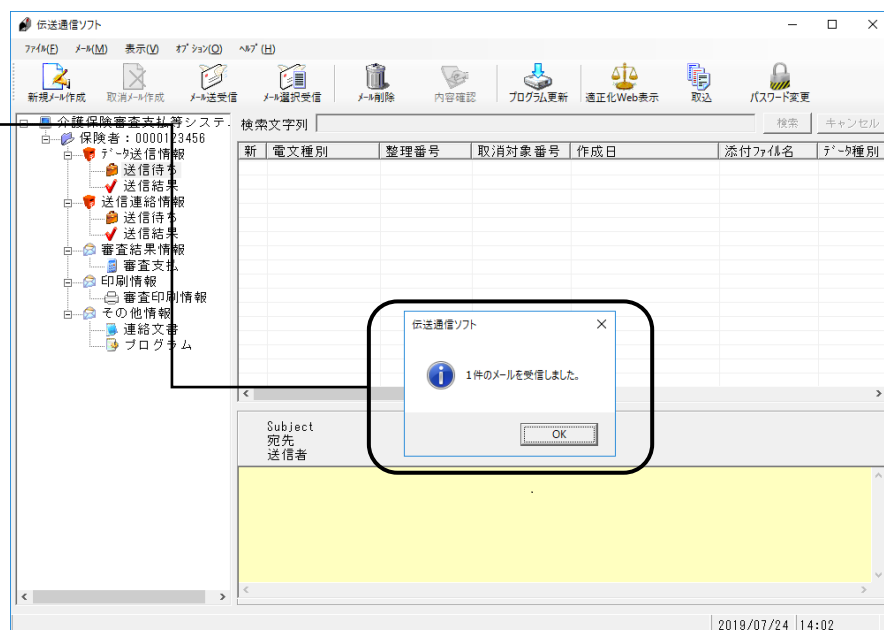 伝送通信ソフト
ﾌｧｲﾙ(F) ﾒｰﾙ(M) 表示(V) ｵﾌﾟｼｮﾝ(O) ﾍﾙﾌﾟ(H)
新規ﾒｰﾙ作成 取消ﾒｰﾙ作成 ﾒｰﾙ送受信 ﾒｰﾙ選択受信 ﾒｰﾙ削除 内容確認 プログラム更新 適正化Web表示 取込 パスワード変更
介護保険審査支払等システ
検索文字列 検索 キャンセル
保険者：0000123456
ﾃﾞｰﾀ送信情報
送信待ち
送信結果
送信連絡情報
送信待ち
送信結果
審査結果情報
審査支払
印刷情報
審査印刷情報
その他情報
連絡文書
プログラム
新 電文種別 整理番号 取消対象番号 作成日 添付ﾌｧｲﾙ名 ﾃﾞｰﾀ種別
伝送通信ソフト
1件のメールを受信しました。
OK
Subject
宛先
送信者
2019/07/24 14:02